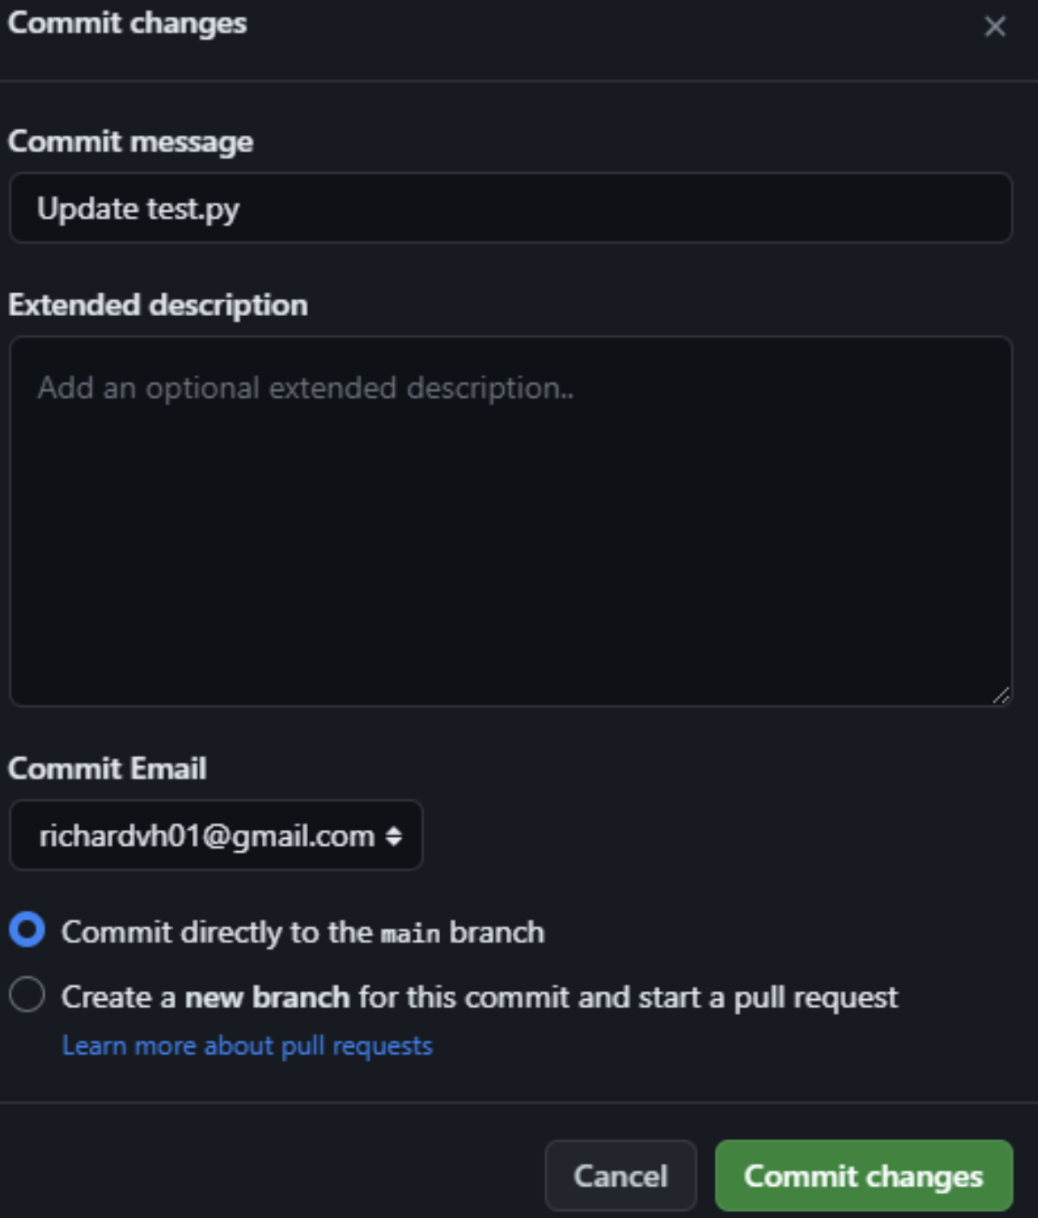 Commit changes
Commit message
Update test.py
Extended description
Add an optional extended description..
Commit Email
richardvh01@gmail.com
Commit directly to the main branch
Create a new branch for this commit and start a pull request
Learn more about pull requests
Cancel
Commit changes